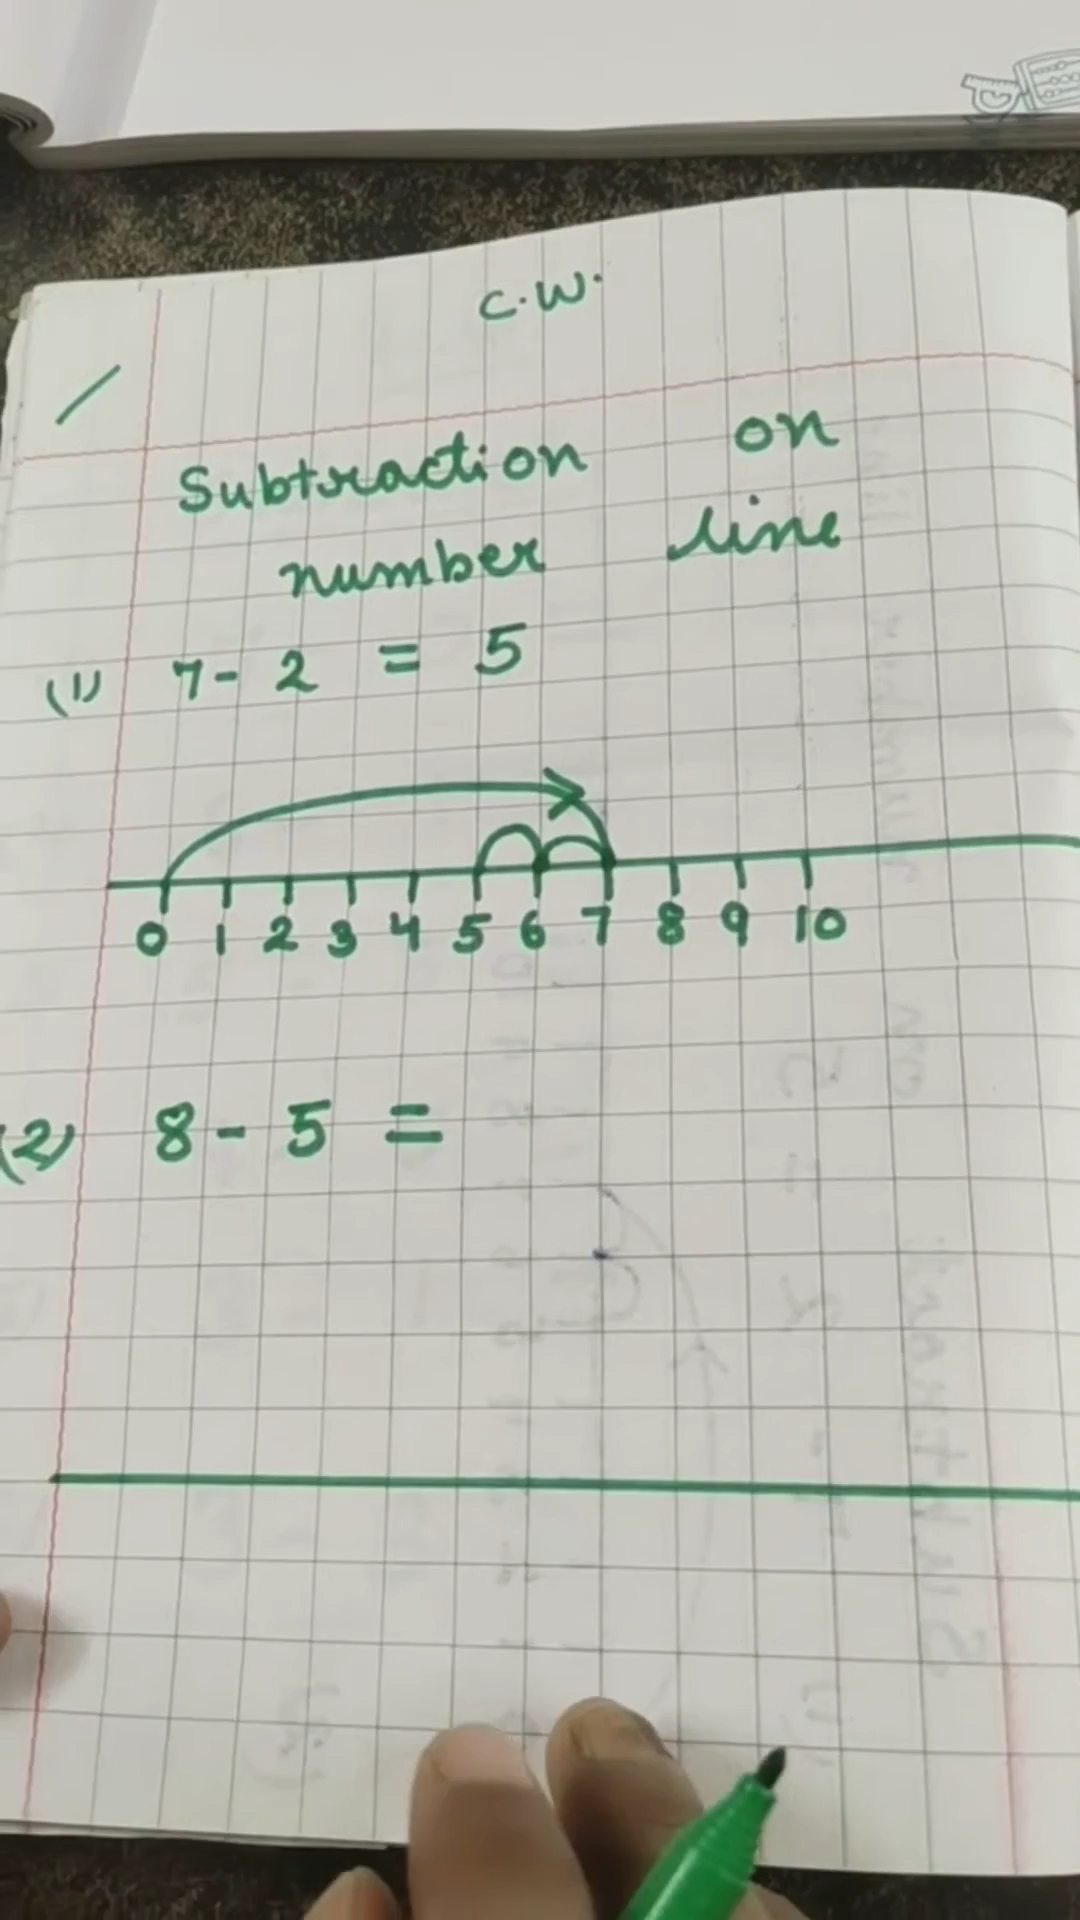 C.W.
Subtraction on
number line
(1) 7 - 2 = 5
0 1 2 3 4 5 6 7 8 9 10
(2) 8 - 5 =